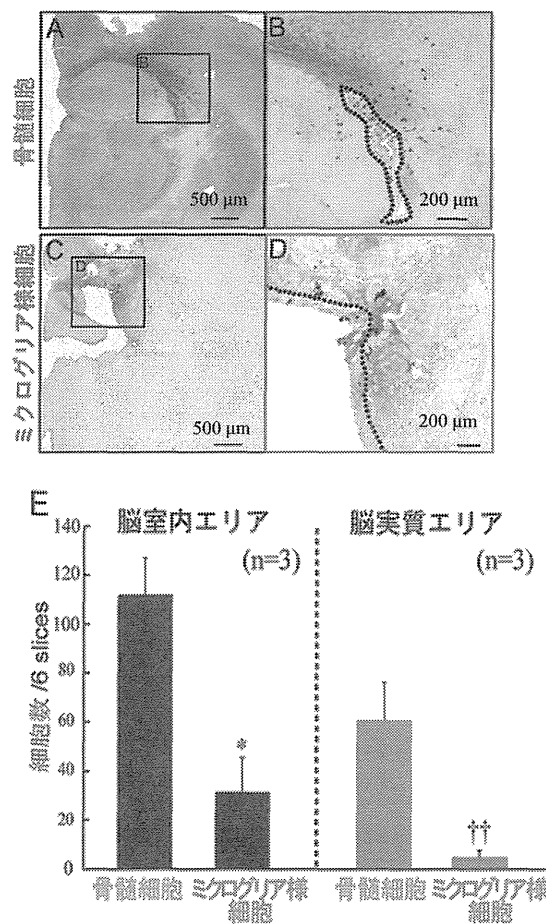 A
B
B
骨髄細胞
500 μm
200 μm
C
D
D
ミクログリア様細胞
500 μm
200 μm
E
脳室内エリア
脳実質エリア
(n=3)
(n=3)
細胞数 /6 slices
140
120
100
80
60
40
20
0
*
††
骨髄細胞
ミクログリア様
細胞
骨髄細胞
ミクログリア様
細胞